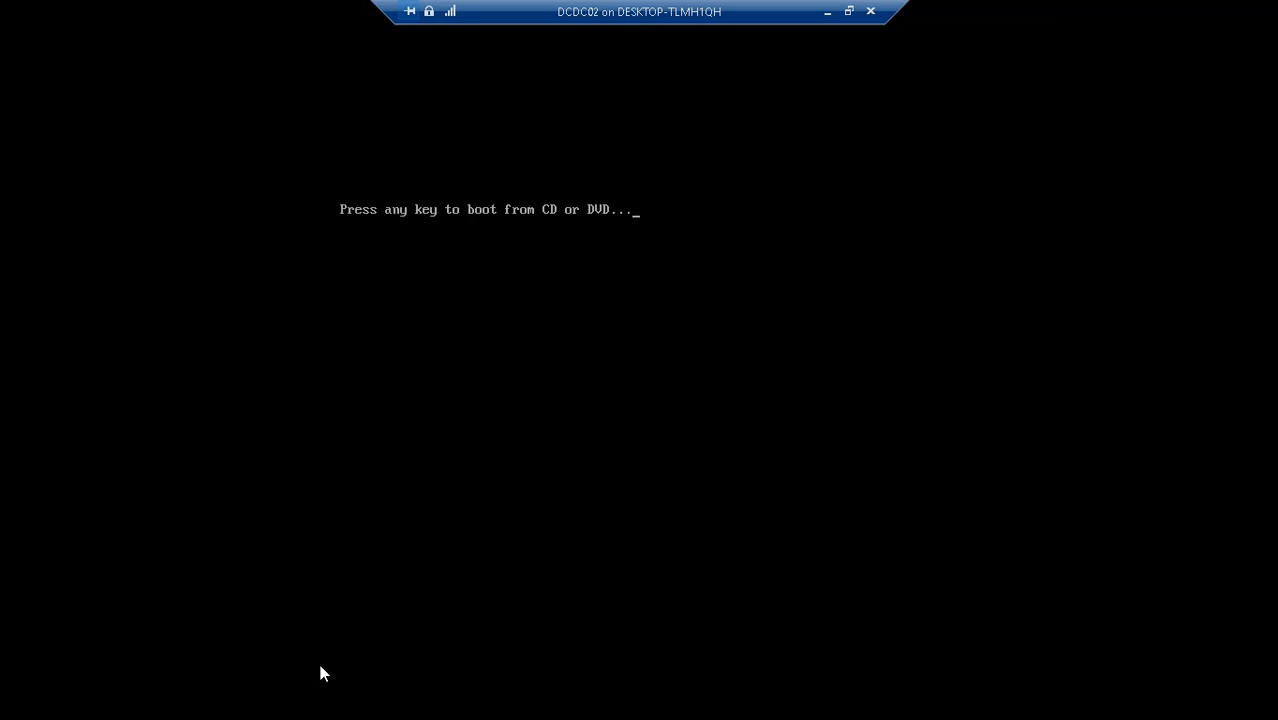 DCDC02 on DESKTOP-TLMH1QH
Press any key to boot from CD or DVD..._